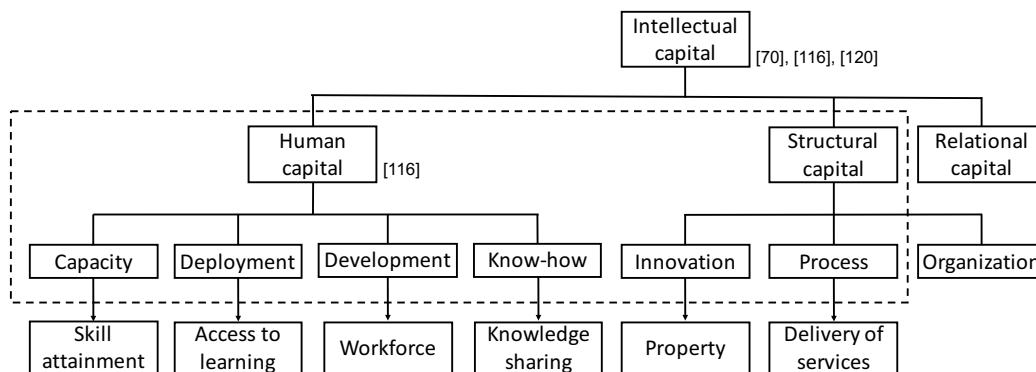 Intellectual
capital
[70], [116], [120]
Human
capital
[116]
Structural
capital
Relational
capital
Capacity
Deployment
Development
Know-how
Innovation
Process
Organization
Skill
attainment
Access to
learning
Workforce
Knowledge
sharing
Property
Delivery of
services